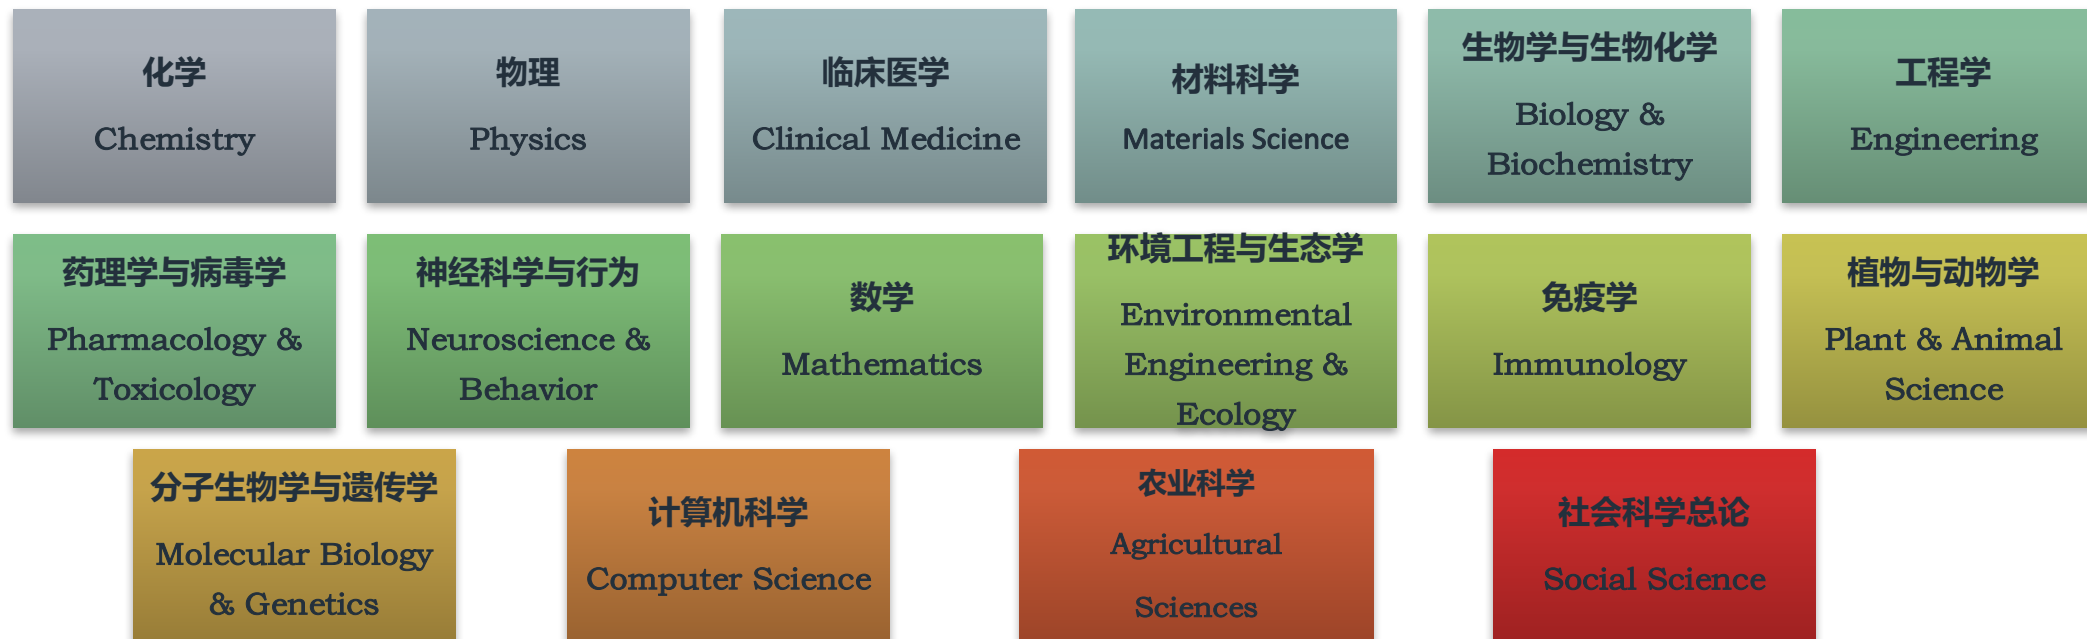 化学
Chemistry
物理
Physics
临床医学
Clinical Medicine
材料科学
Materials Science
生物学与生物化学
Biology &
Biochemistry
工程学
Engineering
药理学与病毒学
Pharmacology &
Toxicology
神经科学与行为
Neuroscience &
Behavior
数学
Mathematics
环境工程与生态学
Environmental
Engineering &
Ecology
免疫学
Immunology
植物与动物学
Plant & Animal
Science
分子生物学与遗传学
Molecular Biology
& Genetics
计算机科学
Computer Science
农业科学
Agricultural
Sciences
社会科学总论
Social Science